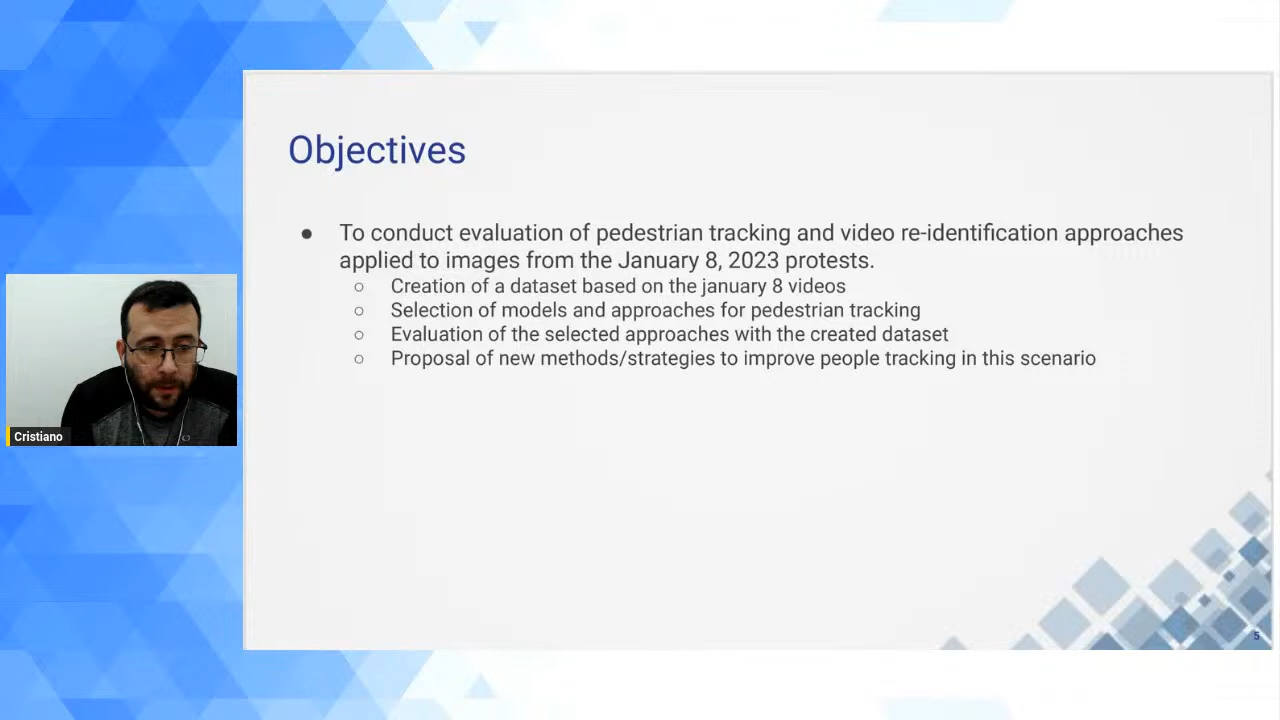 Objectives
● To conduct evaluation of pedestrian tracking and video re-identification approaches
applied to images from the January 8, 2023 protests.
○ Creation of a dataset based on the january 8 videos
○ Selection of models and approaches for pedestrian tracking
○ Evaluation of the selected approaches with the created dataset
○ Proposal of new methods/strategies to improve people tracking in this scenario
Cristiano
5